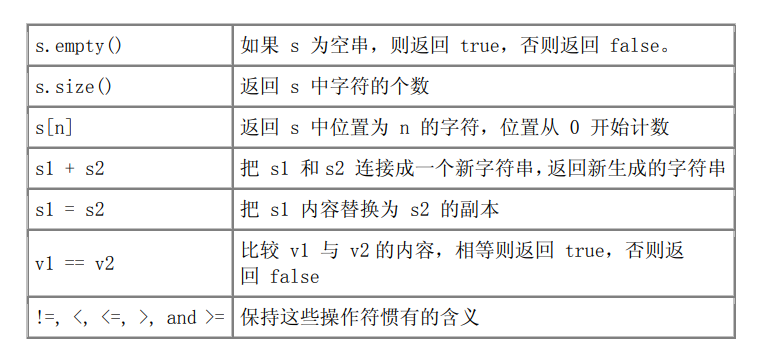 s.empty() 如果 s 为空串，则返回 true，否则返回 false。
s.size() 返回 s 中字符的个数
s[n] 返回 s 中位置为 n 的字符，位置从 0 开始计数
s1 + s2 把 s1 和s2 连接成一个新字符串，返回新生成的字符串
s1 = s2 把 s1 内容替换为 s2 的副本
v1 == v2 比较 v1 与 v2的内容，相等则返回 true，否则返
回 false
!=, <, <=, >, and >= 保持这些操作符惯有的含义